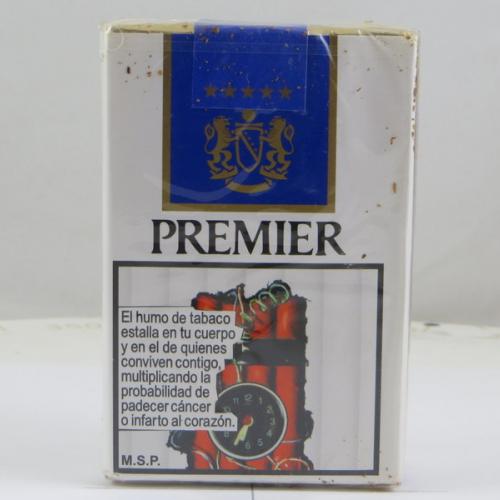 PREMIER
El humo de tabaco
estalla en tu cuerpo
y en el de quienes
conviven contigo,
multiplicando la
probabilidad de
padecer cáncer
o infarto al corazón.
M.S.P.